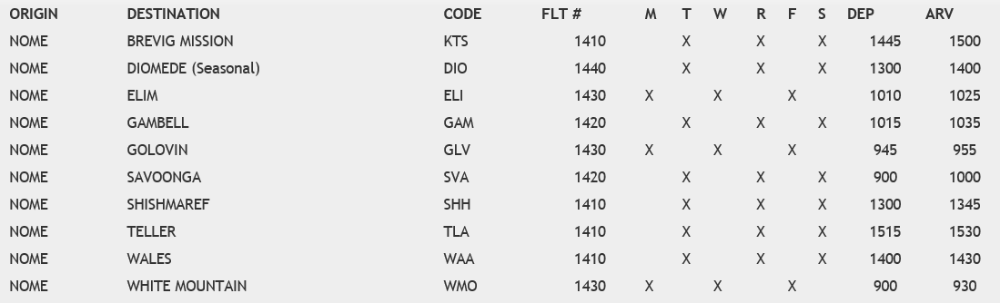 ORIGIN DESTINATION CODE FLT # M T W R F S DEP ARV
NOME BREVIG MISSION KTS 1410 X X X 1445 1500
NOME DIOMEDE (Seasonal) DIO 1440 X X X 1300 1400
NOME ELIM ELI 1430 X X X 1010 1025
NOME GAMBELL GAM 1420 X X X 1015 1035
NOME GOLOVIN GLV 1430 X X X 945 955
NOME SAVOONGA SVA 1420 X X X 900 1000
NOME SHISHMAREF SHH 1410 X X X 1300 1345
NOME TELLER TLA 1410 X X X 1515 1530
NOME WALES WAA 1410 X X X 1400 1430
NOME WHITE MOUNTAIN WMO 1430 X X X 900 930